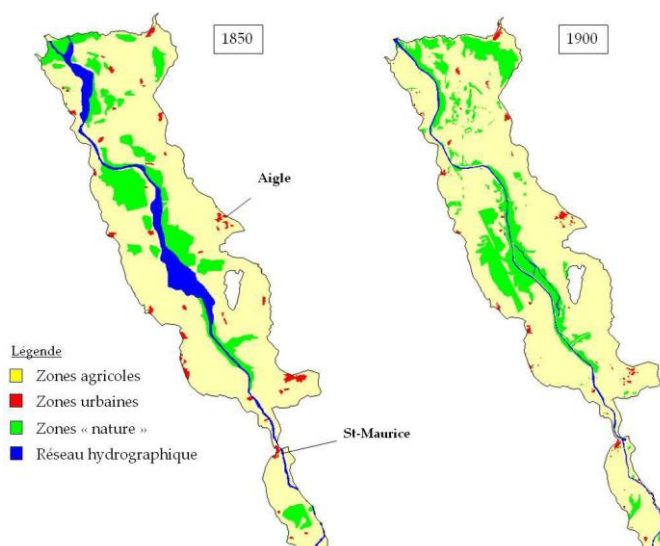 1850
1900
Aigle
Légende
Zones agricoles
Zones urbaines
Zones « nature »
Réseau hydrographique
St-Maurice